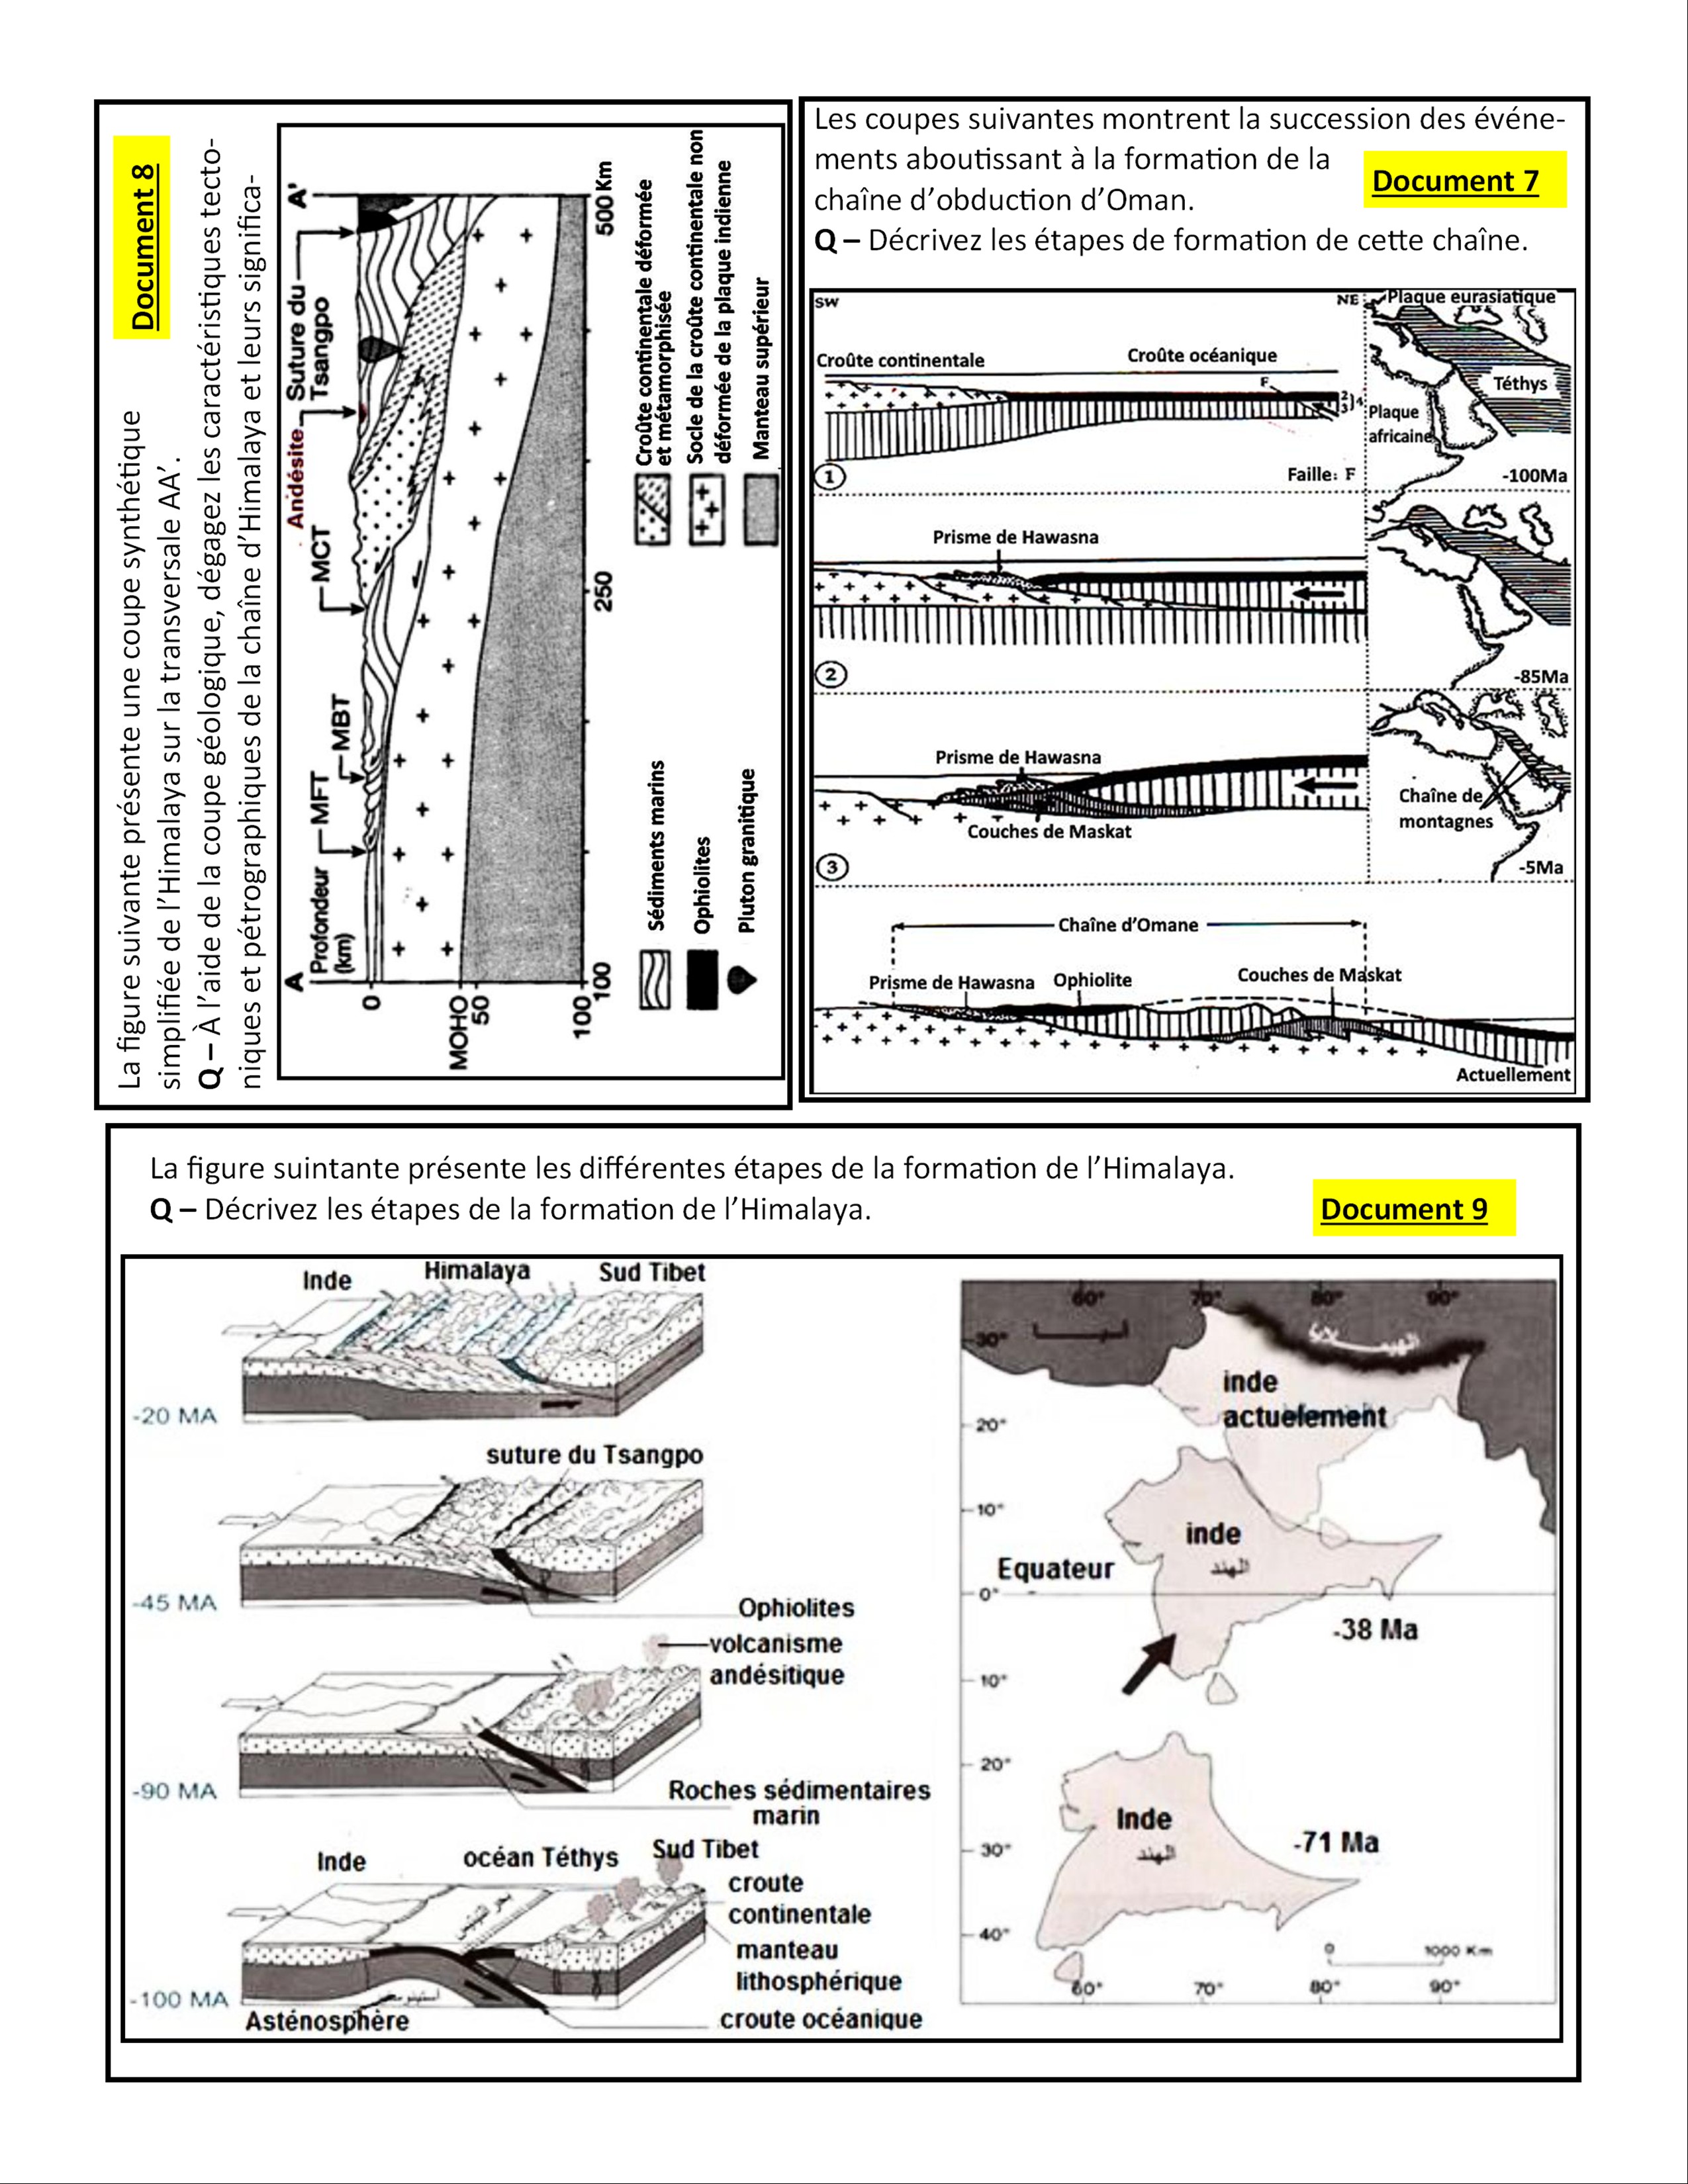 Document 8
La figure suivante présente une coupe synthétique
simplifiée de l'Himalaya sur la transversale AA'.
Q – À l'aide de la coupe géologique, dégagez les caractéristiques tecto-
niques et pétrographiques de la chaîne d'Himalaya et leurs significa-
A
Profondeur
(km)
MFT
MBT
MCT
Andésite
Suture du
Tsangpo
A'
0
MOHO
50
100
100
250
500 Km
Sédiments marins
Ophiolites
Pluton granitique
Croûte continentale déformée
et métamorphisée
Socle de la croûte continentale non
déformée de la plaque indienne
Manteau supérieur
Les coupes suivantes montrent la succession des événe-
ments aboutissant à la formation de la
chaîne d'obduction d'Oman.
Document 7
Q – Décrivez les étapes de formation de cette chaîne.
SW
NE
Plaque eurasiatique
Croûte continentale
Croûte océanique
F
Téthys
Plaque
africaine
1
Faille: F
-100Ma
Prisme de Hawasna
2
-85Ma
Prisme de Hawasna
Chaîne de
montagnes
Couches de Maskat
3
-5Ma
Chaîne d'Omane
Prisme de Hawasna
Ophiolite
Couches de Maskat
Actuellement
La figure suintante présente les différentes étapes de la formation de l'Himalaya.
Q – Décrivez les étapes de la formation de l'Himalaya.
Document 9
Inde
Himalaya
Sud Tibet
-20 MA
suture du Tsangpo
-45 MA
Ophiolites
volcanisme
andésitique
-90 MA
Roches sédimentaires
marin
Inde
océan Téthys
Sud Tibet
croute
continentale
manteau
lithosphérique
-100 MA
Asténosphère
croute océanique
60°
70°
80°
90°
30°
inde
actuelement
20°
10°
inde
الهند
Equateur
0°
-38 Ma
10°
20°
Inde
الهند
-71 Ma
30°
40°
0
1000 Km
60°
70°
80°
90°